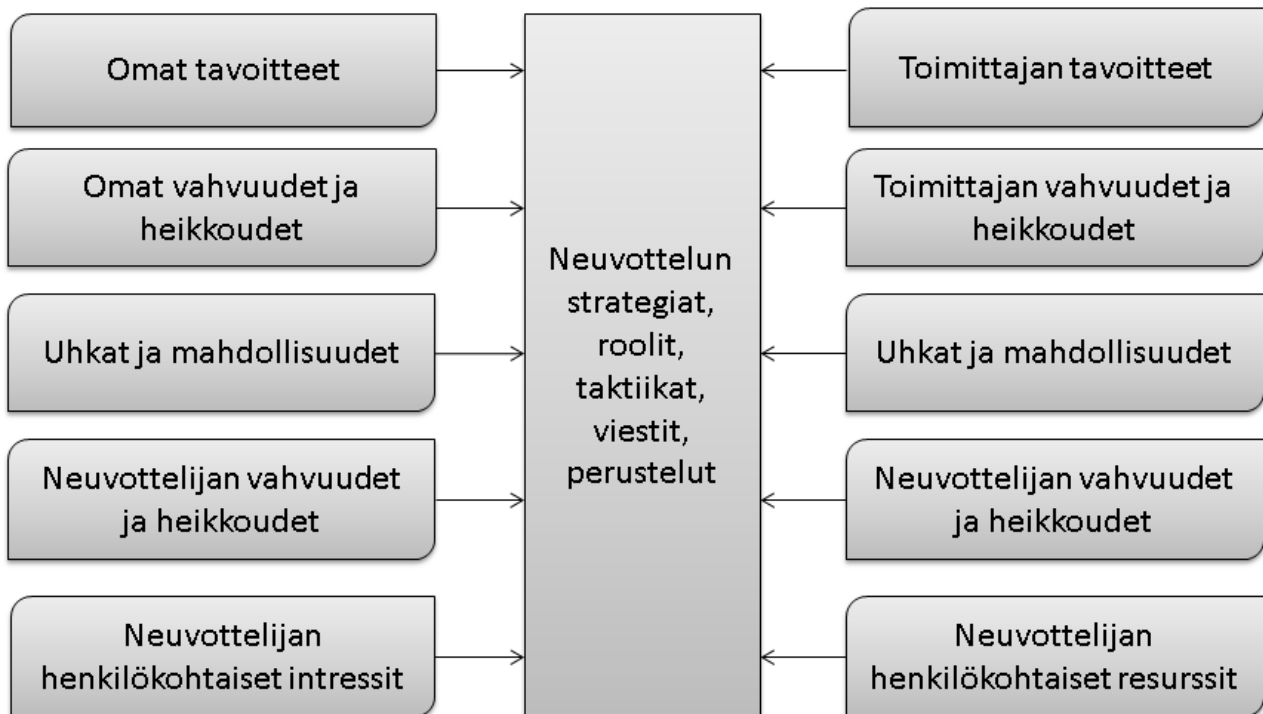 Omat tavoitteet
Omat vahvuudet ja
heikkoudet
Uhkat ja mahdollisuudet
Neuvottelijan vahvuudet
ja heikkoudet
Neuvottelijan
henkilökohtaiset intressit
Neuvottelun
strategiat,
roolit,
taktiikat,
viestit,
perustelut
Toimittajan tavoitteet
Toimittajan vahvuudet ja
heikkoudet
Uhkat ja mahdollisuudet
Neuvottelijan vahvuudet
ja heikkoudet
Neuvottelijan
henkilökohtaiset resurssit